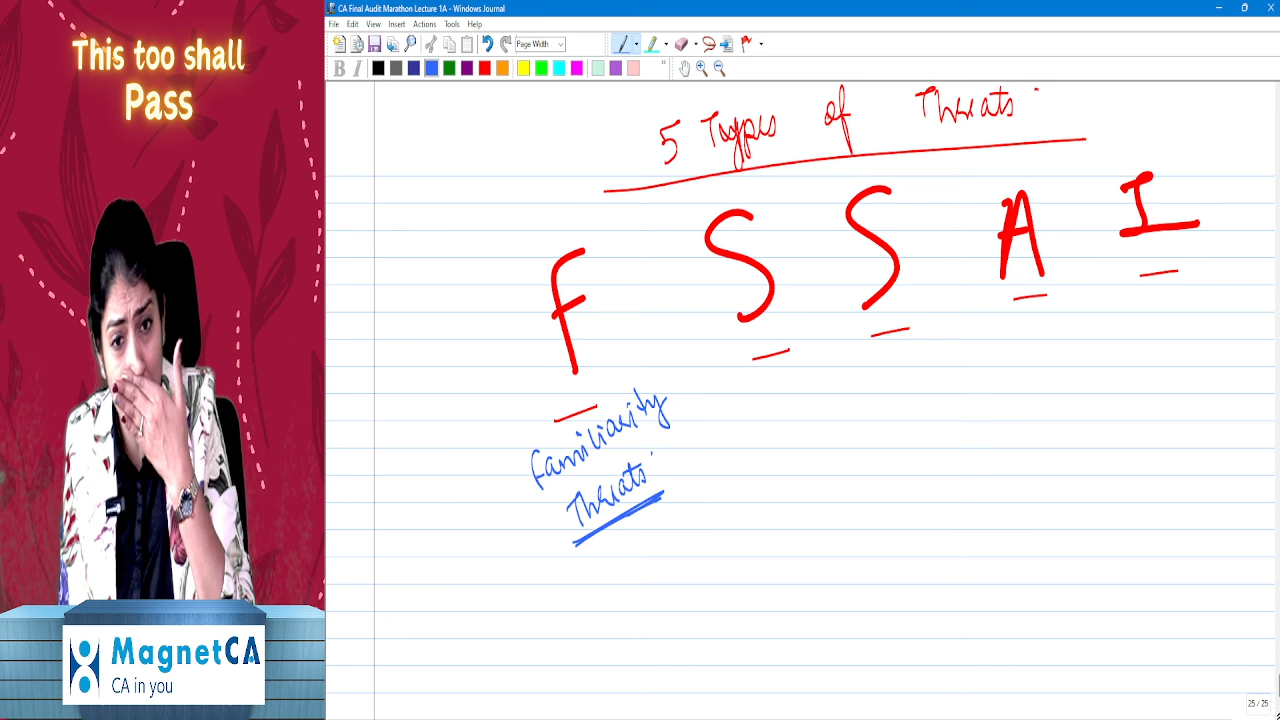 This too shall
Pass
CA Final Audit Marathon Lecture 1A - Windows Journal
File Edit View Insert Actions Tools Help
Page Width
B I
5 Types of Threats
F S S A I
Familiarity
Threats
MagnetCA
CA in you
25 / 25